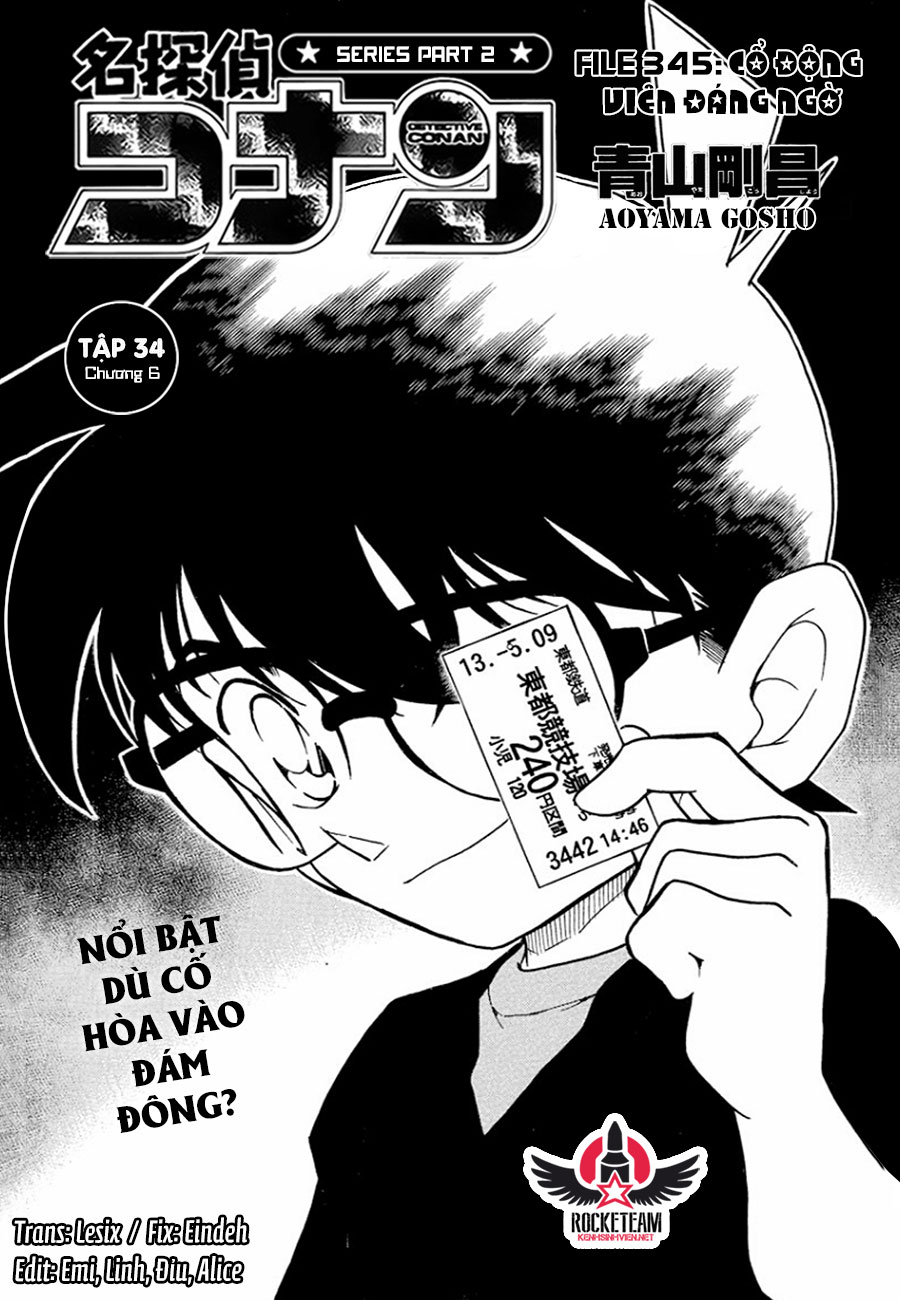 名探偵
★ SERIES PART 2 ★
コナン
DETECTIVE
CONAN
FILE 345: CỔ ĐỘNG
VIÊN ĐÁNG NGỜ
青山剛昌
AOYAMA GOSHO
TẬP 34
Chương 6
13.-5.09
東都鉄道
東都競技場
240円区間
小児 120
3442 14:46
NỔI BẬT
DÙ CỐ
HÒA VÀO
ĐÁM
ĐÔNG?
ROCKETEAM
KENHSINHVIEN.NET
Trans: Lesix / Fix: Eindeh
Edit: Emi, Linh, Điu, Alice